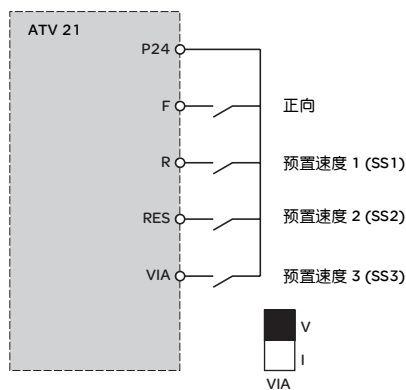 ATV 21
P24
F 正向
R 预置速度 1 (SS1)
RES 预置速度 2 (SS2)
VIA 预置速度 3 (SS3)
V
I
VIA